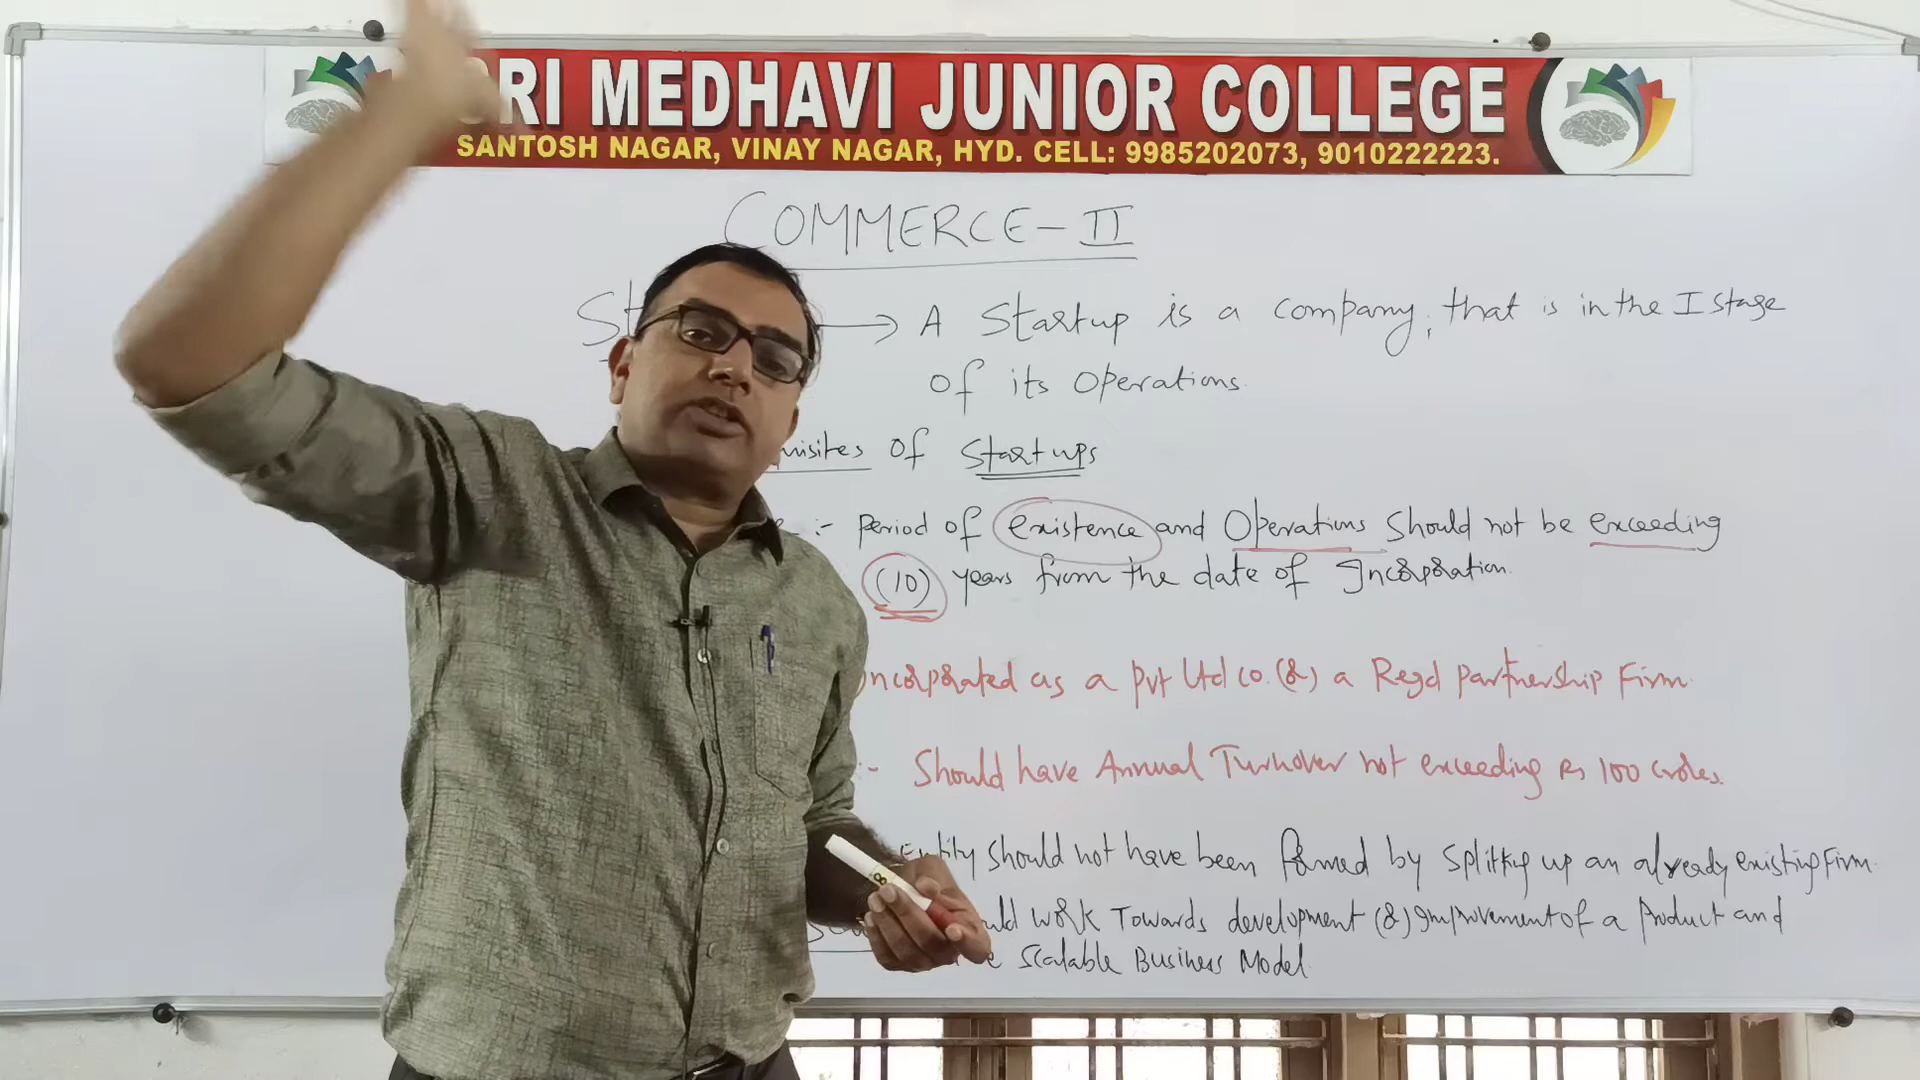 SRI MEDHAVI JUNIOR COLLEGE
SANTOSH NAGAR, VINAY NAGAR, HYD. CELL: 9985202073, 9010222223.
COMMERCE-II
St → A Startup is a company, that is in the I stage
of its Operations.
uisites of Startups
:- Period of existence and Operations Should not be exceeding
(10) years from the date of Incorporation.
Incorporated as a Pvt Ltd Co. (or) a Regd Partnership Firm
:- Should have Annual Turnover not exceeding Rs 100 crores.
Entity Should not have been formed by Splitting up an already existing Firm.
uld work Towards development (or) Improvement of a Product and
e Scalable Business Model